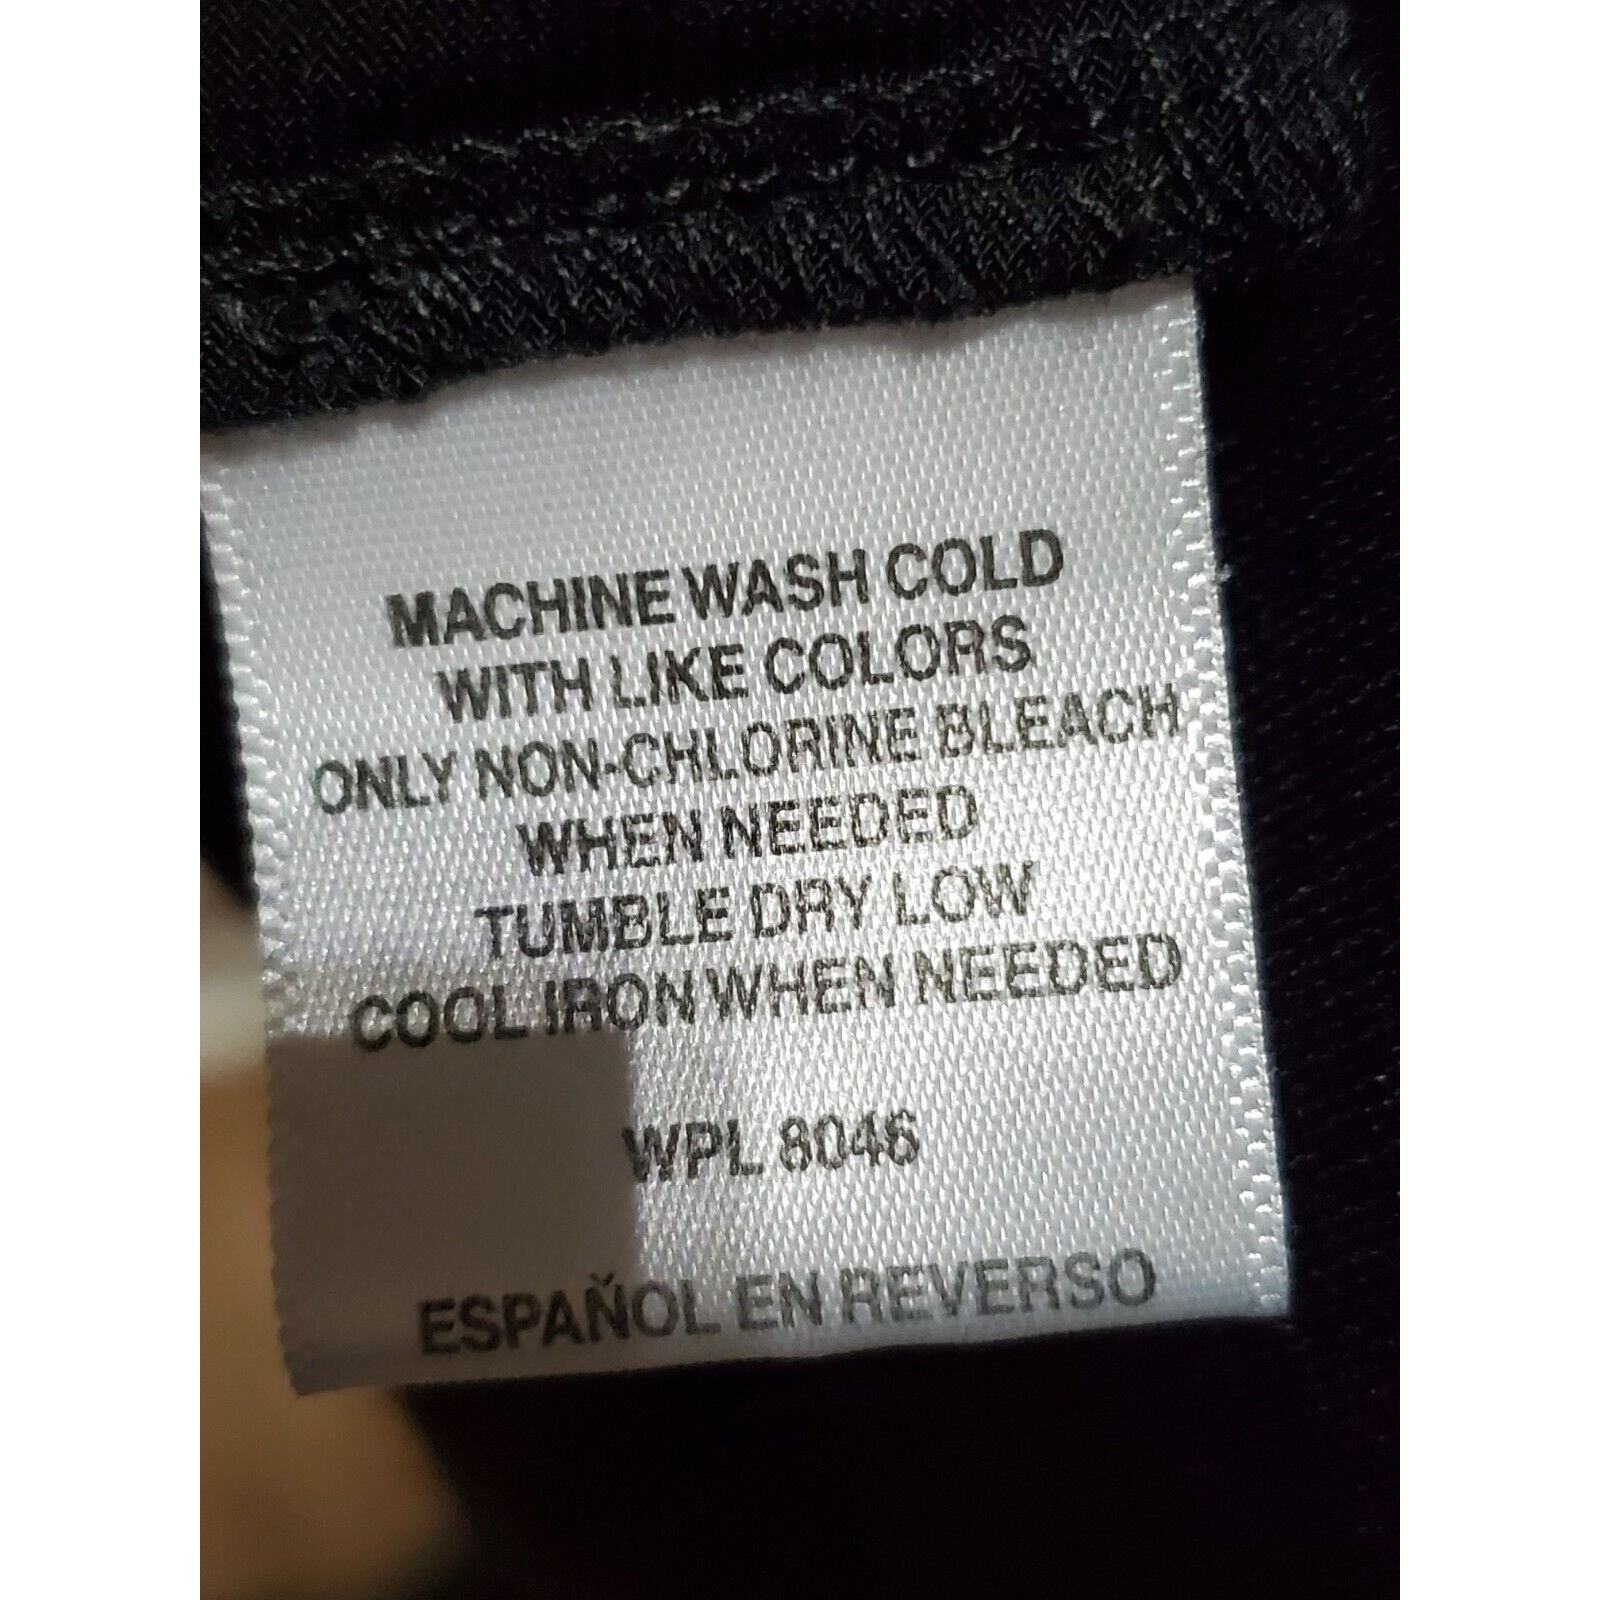 MACHINE WASH COLD
WITH LIKE COLORS
ONLY NON-CHLORINE BLEACH
WHEN NEEDED
TUMBLE DRY LOW
COOL IRON WHEN NEEDED
WPL 8046
ESPAÑOL EN REVERSO